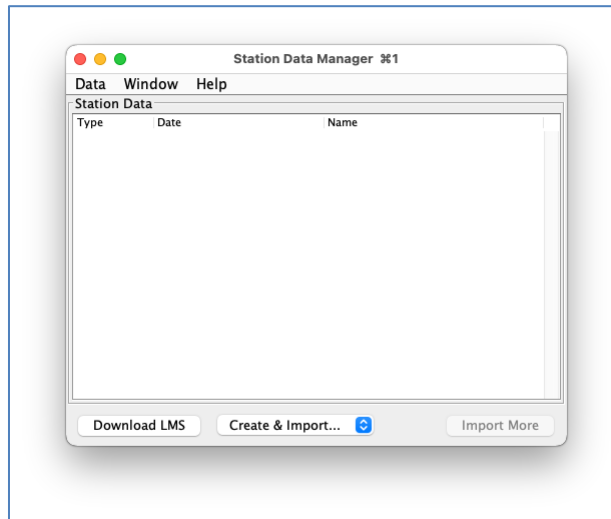 Station Data Manager ⌘1
Data Window Help
Station Data
Type Date Name
Download LMS Create & Import... Import More